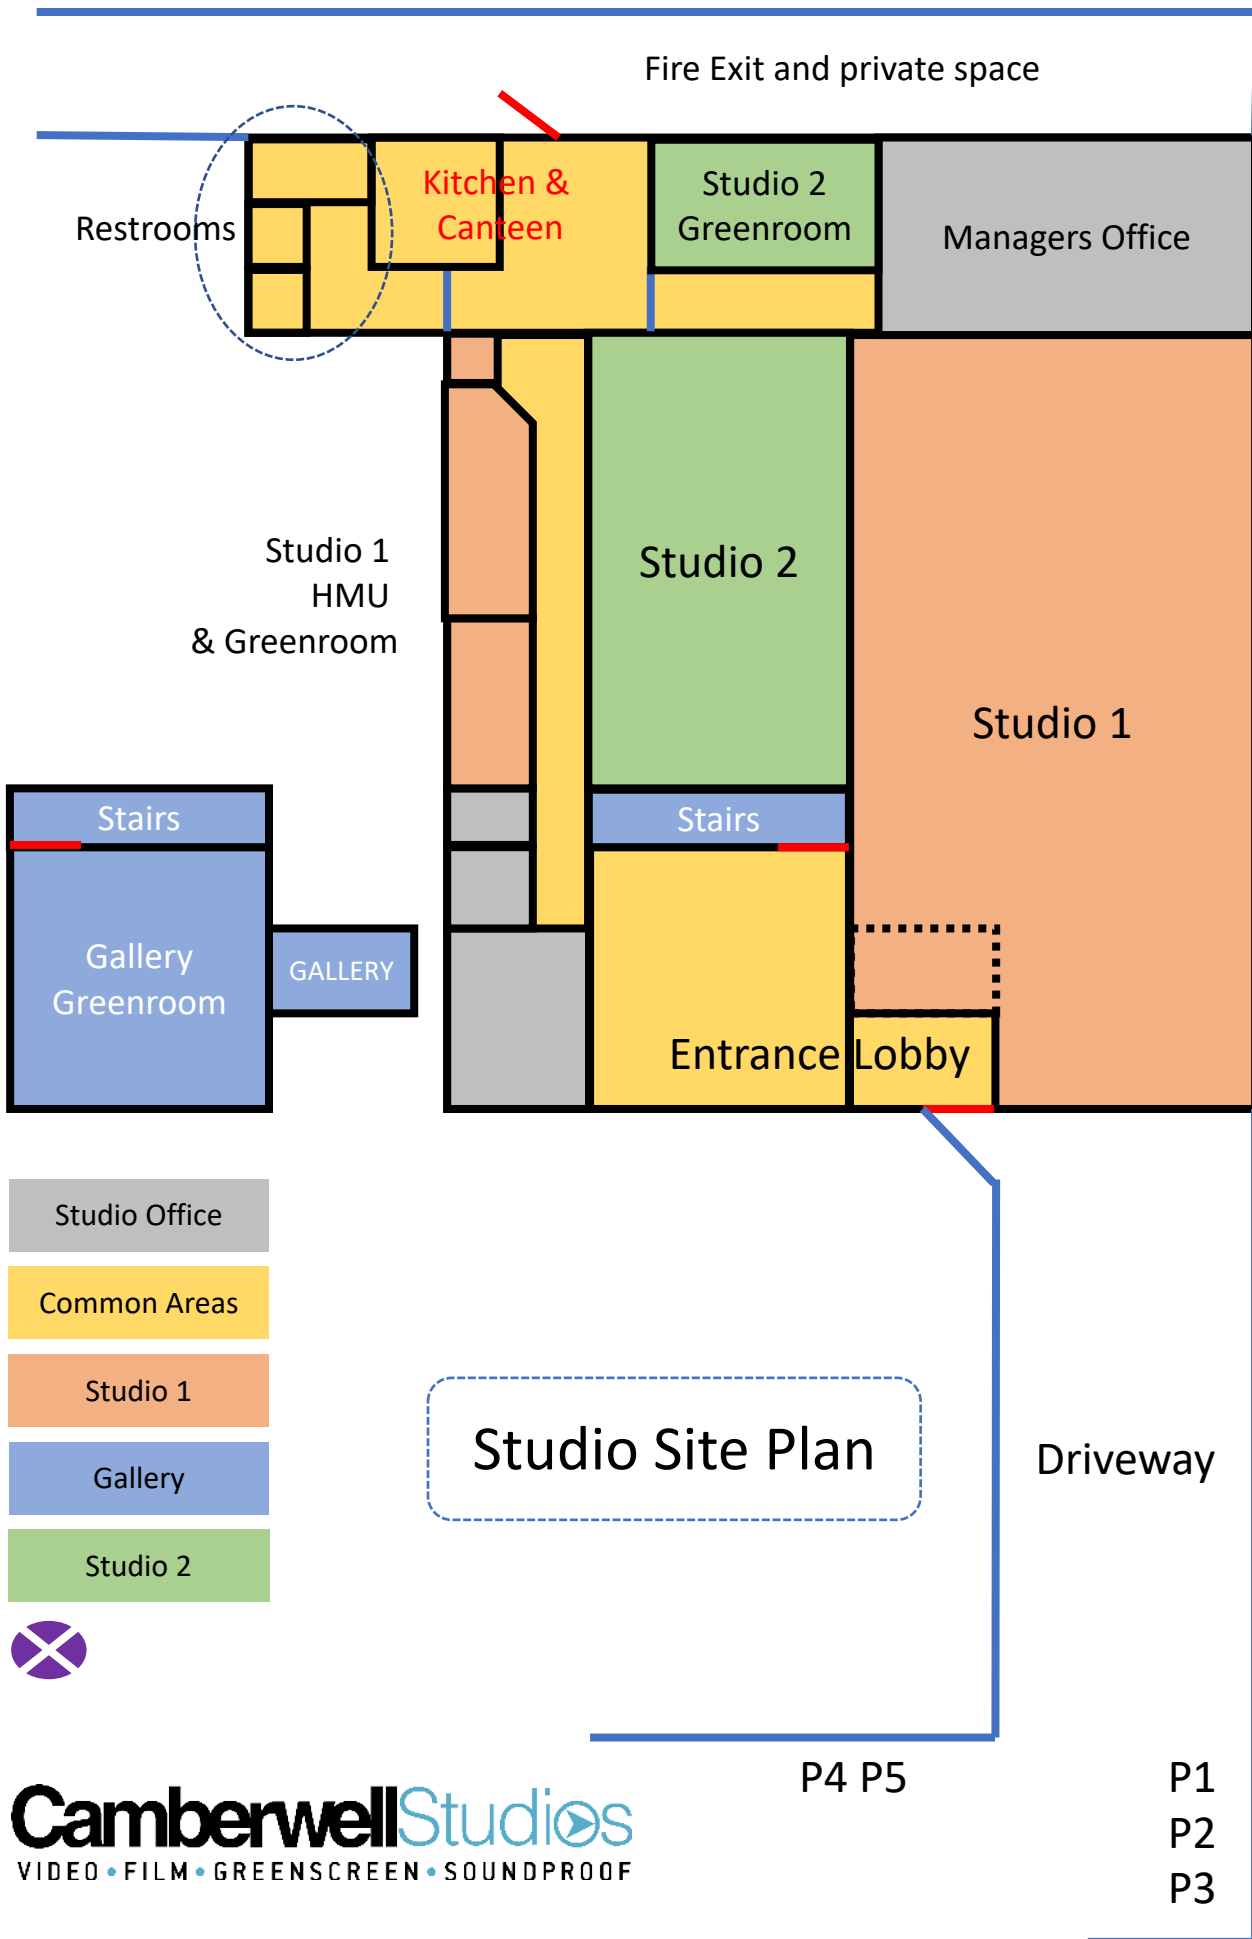 Fire Exit and private space
Kitchen &
Canteen
Studio 2
Greenroom
Managers Office
Restrooms
Studio 1
HMU
& Greenroom
Studio 2
Studio 1
Stairs
Stairs
Gallery
Greenroom
GALLERY
Entrance Lobby
Studio Office
Common Areas
Studio 1
Gallery
Studio 2
Studio Site Plan
Driveway
P4 P5
P1
P2
P3
CamberwellStudios
VIDEO • FILM • GREENSCREEN • SOUNDPROOF